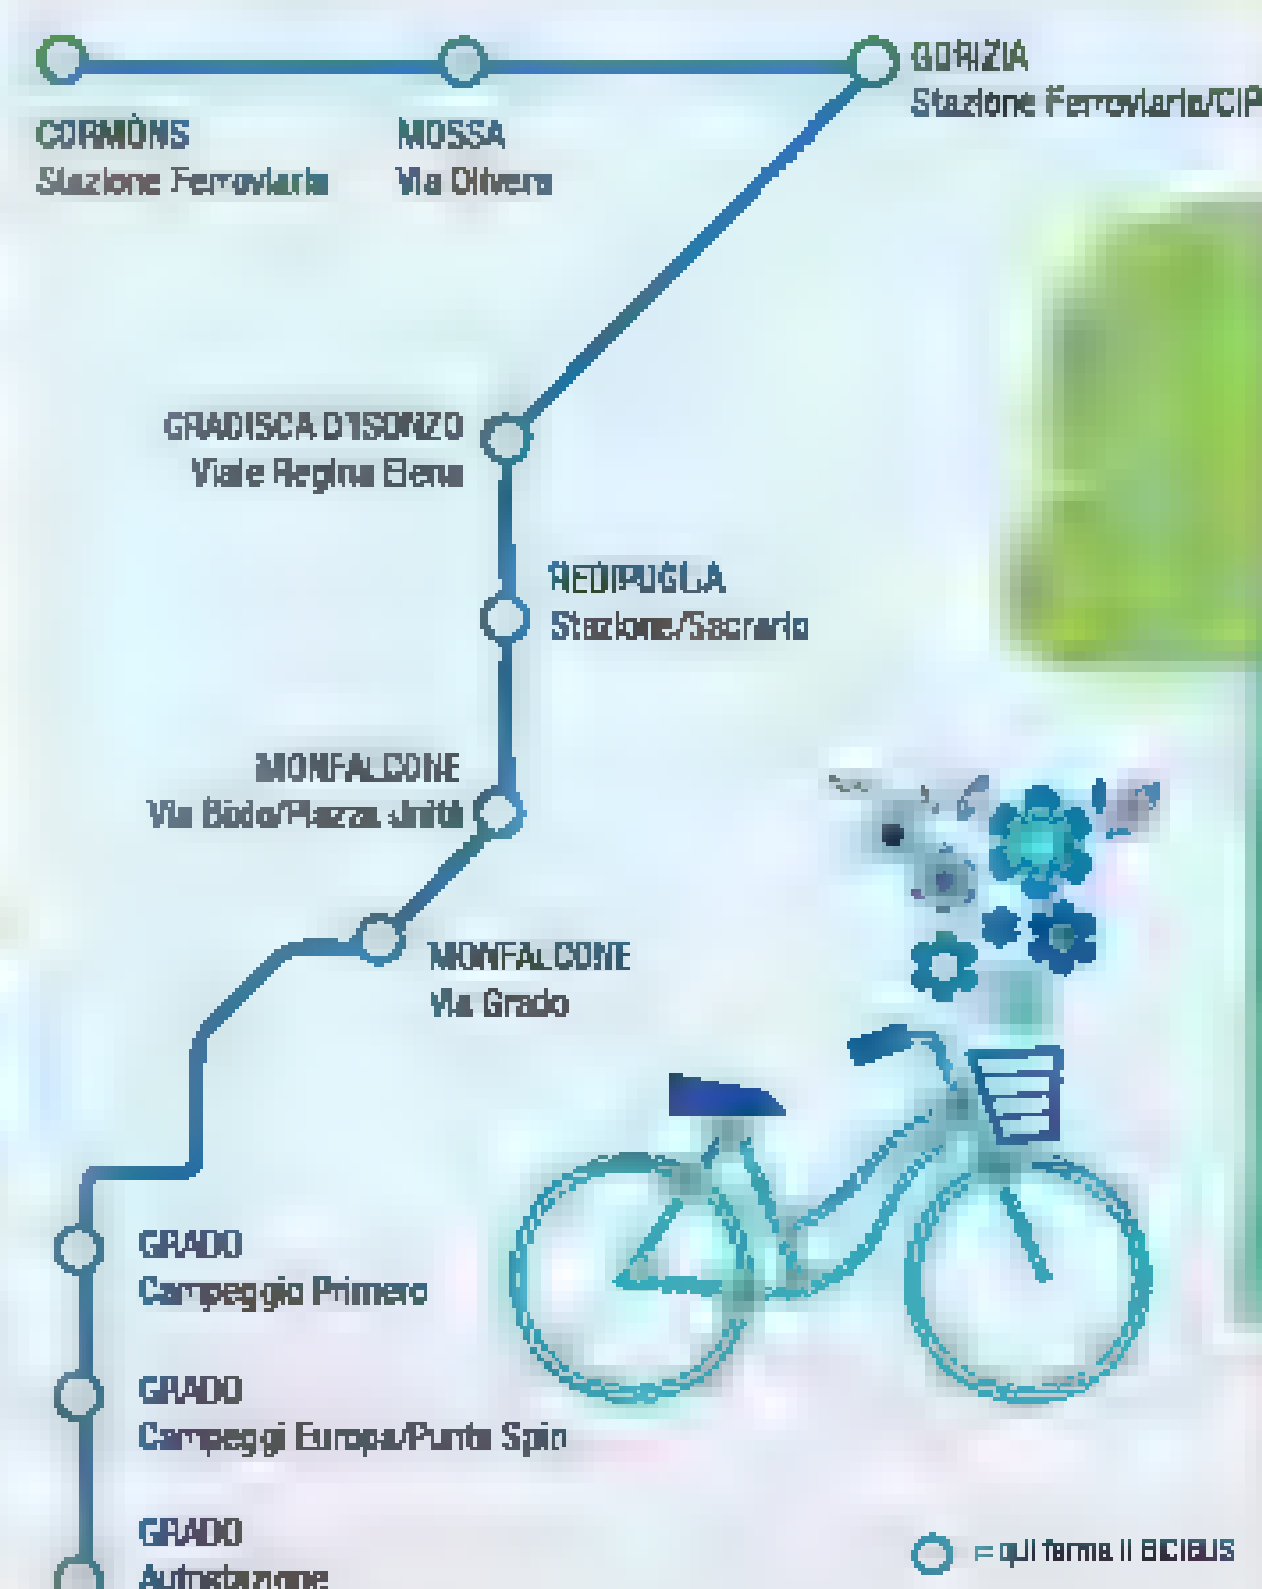 CORMÒNS
Stazione Ferroviaria
MOSSA
Via Olivers
GORIZIA
Stazione Ferroviaria/CIP
GRADISCA D'ISONZO
Viale Regina Elena
REDIPUGLIA
Stazione/Sacrario
MONFALCONE
Via Boito/Piazza Unità
MONFALCONE
Via Grado
GRADO
Campeggio Primero
GRADO
Campeggi Europa/Punta Spin
GRADO
Autostazione
= qui ferma il BICIBUS